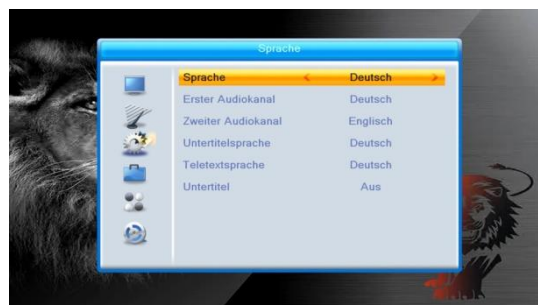 Sprache
Sprache Deutsch
Erster Audiokanal Deutsch
Zweiter Audiokanal Englisch
Untertitelsprache Deutsch
Teletextsprache Deutsch
Untertitel Aus